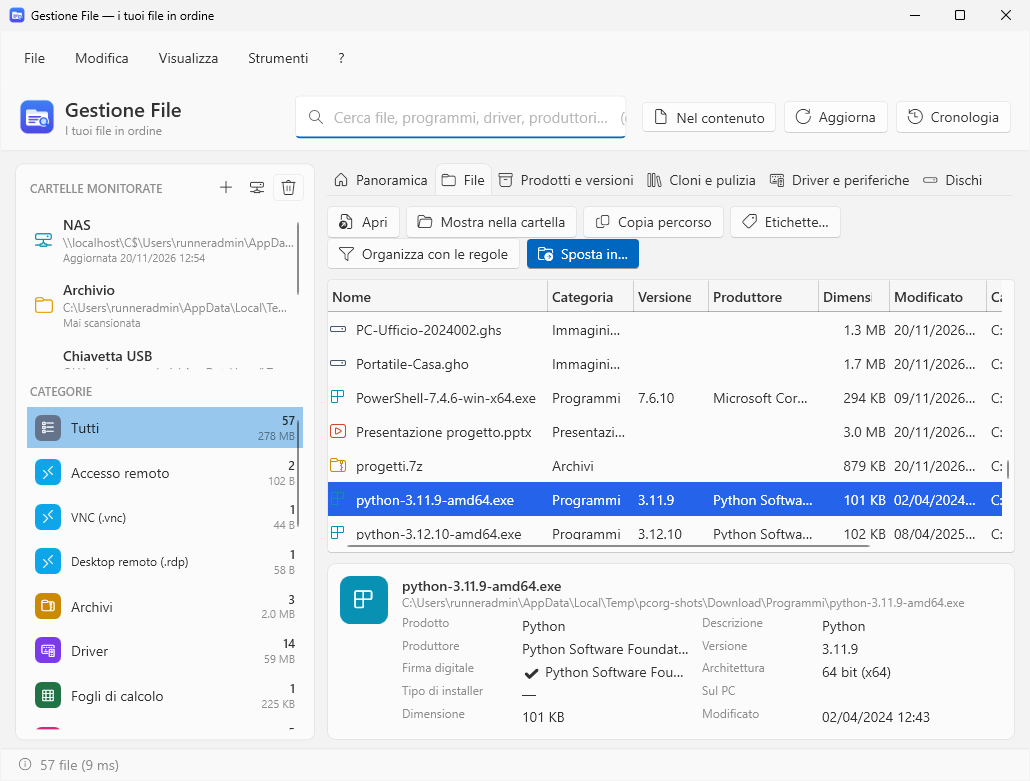 Gestione File — i tuoi file in ordine
File Modifica Visualizza Strumenti ?
Gestione File
I tuoi file in ordine
Cerca file, programmi, driver, produttori...
Nel contenuto Aggiorna Cronologia
CARTELLE MONITORATE
NAS
\\localhost\C$\Users\runneradmin\AppDa...
Aggiornata 20/11/2026 12:54
Archivio
C:\Users\runneradmin\AppData\Local\Te...
Mai scansionata
Chiavetta USB
CATEGORIE
Tutti 57
278 MB
Accesso remoto 2
102 B
VNC (.vnc) 1
44 B
Desktop remoto (.rdp) 1
58 B
Archivi 3
2.0 MB
Driver 14
59 MB
Fogli di calcolo 1
225 KB
Panoramica File Prodotti e versioni Cloni e pulizia Driver e periferiche Dischi
Apri Mostra nella cartella Copia percorso Etichette...
Organizza con le regole Sposta in...
Nome Categoria Versione Produttore Dimensi Modificato
PC-Ufficio-2024002.ghs Immagini... 1.3 MB 20/11/2026... C:
Portatile-Casa.gho Immagini... 1.7 MB 20/11/2026... C:
PowerShell-7.4.6-win-x64.exe Programmi 7.6.10 Microsoft Cor... 294 KB 09/11/2026... C:
Presentazione progetto.pptx Presentazi... 3.0 MB 20/11/2026... C:
progetti.7z Archivi 879 KB 20/11/2026... C:
python-3.11.9-amd64.exe Programmi 3.11.9 Python Softwa... 101 KB 02/04/2024... C:
python-3.12.10-amd64.exe Programmi 3.12.10 Python Softwa... 102 KB 08/04/2025... C:
python-3.11.9-amd64.exe
C:\Users\runneradmin\AppData\Local\Temp\pcorg-shots\Download\Programmi\python-3.11.9-amd64.exe
Prodotto Python Descrizione Python
Produttore Python Software Foundat... Versione 3.11.9
Firma digitale Python Software Fou... Architettura 64 bit (x64)
Tipo di installer — Sul PC
Dimensione 101 KB Modificato 02/04/2024 12:43
57 file (9 ms)